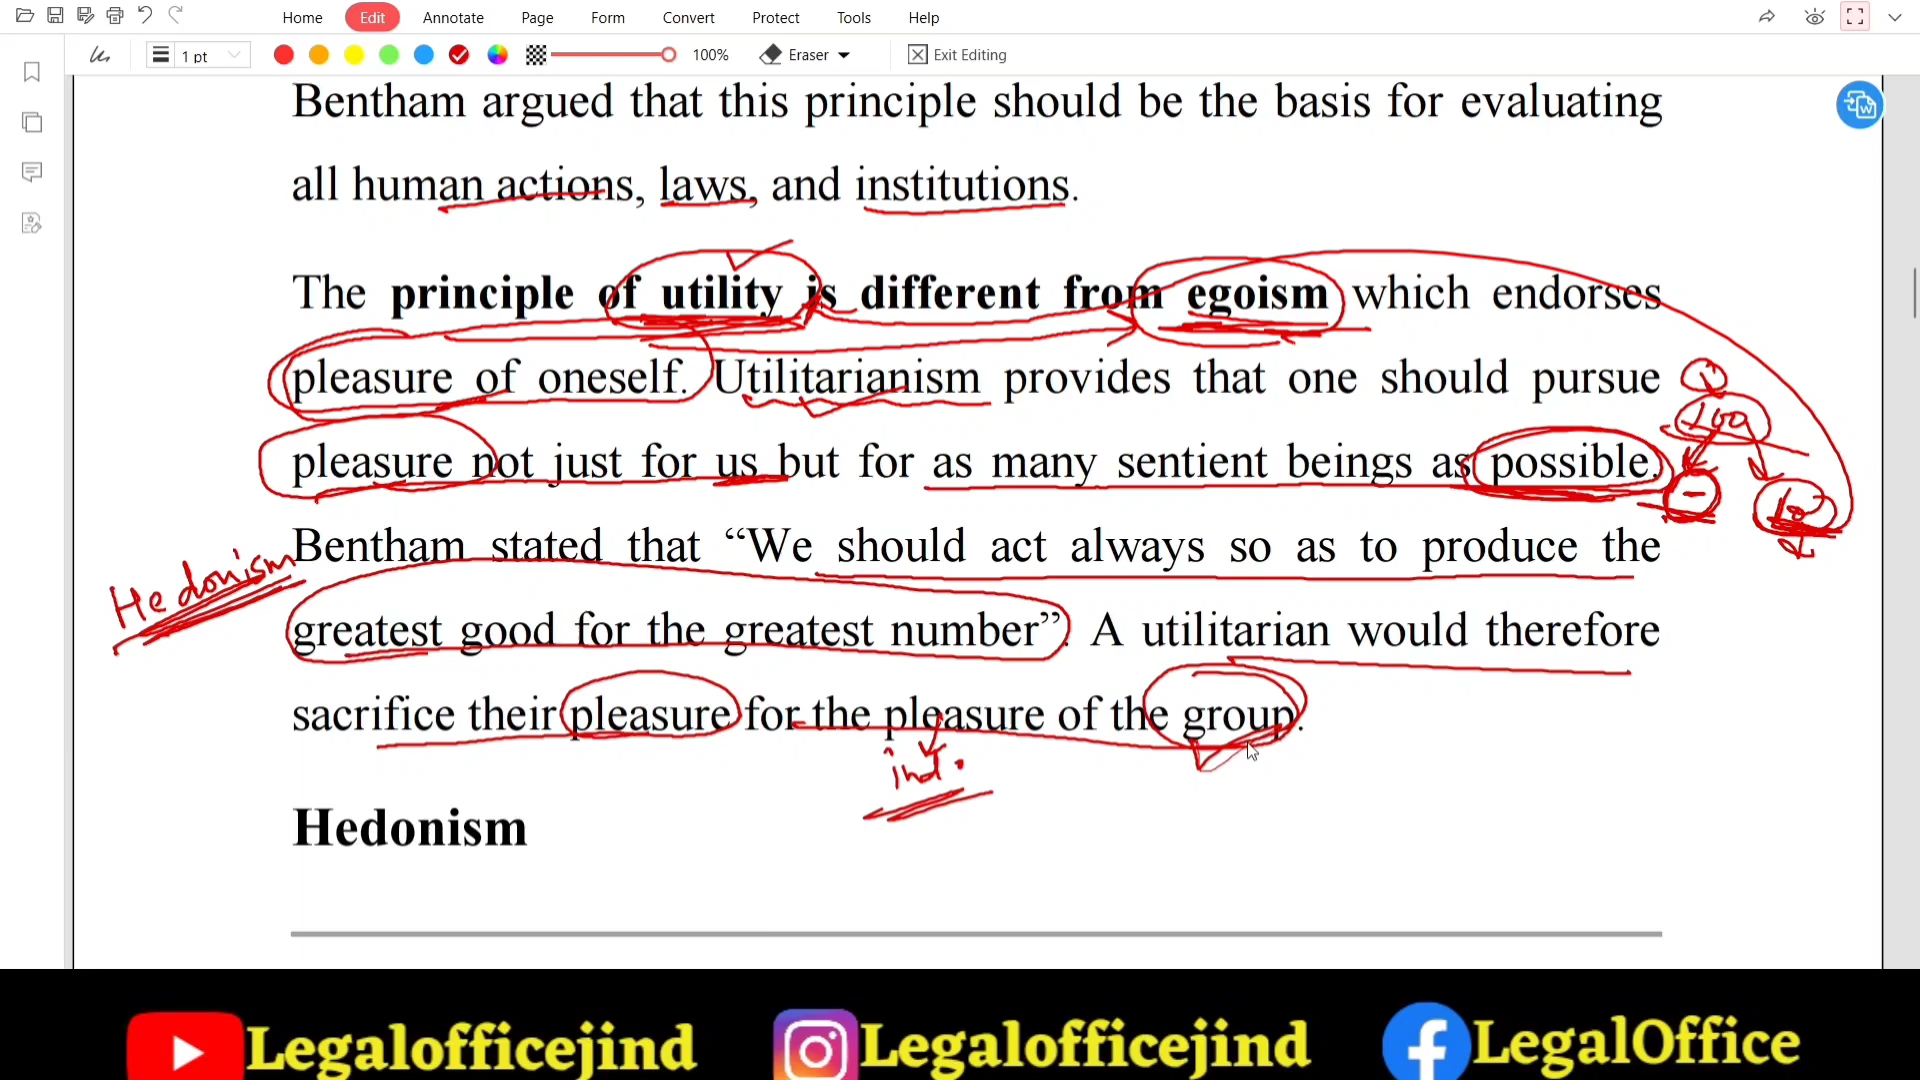 Home Edit Annotate Page Form Convert Protect Tools Help
1 pt 100% Eraser Exit Editing
Bentham argued that this principle should be the basis for evaluating
all human actions, laws, and institutions.
The principle of utility is different from egoism which endorses
pleasure of oneself. Utilitarianism provides that one should pursue
100
pleasure not just for us but for as many sentient beings as possible.
Bentham stated that “We should act always so as to produce the
Hedonism
greatest good for the greatest number”. A utilitarian would therefore
sacrifice their pleasure for the pleasure of the group.
ind.
Hedonism
Legalofficejind Legalofficejind LegalOffice